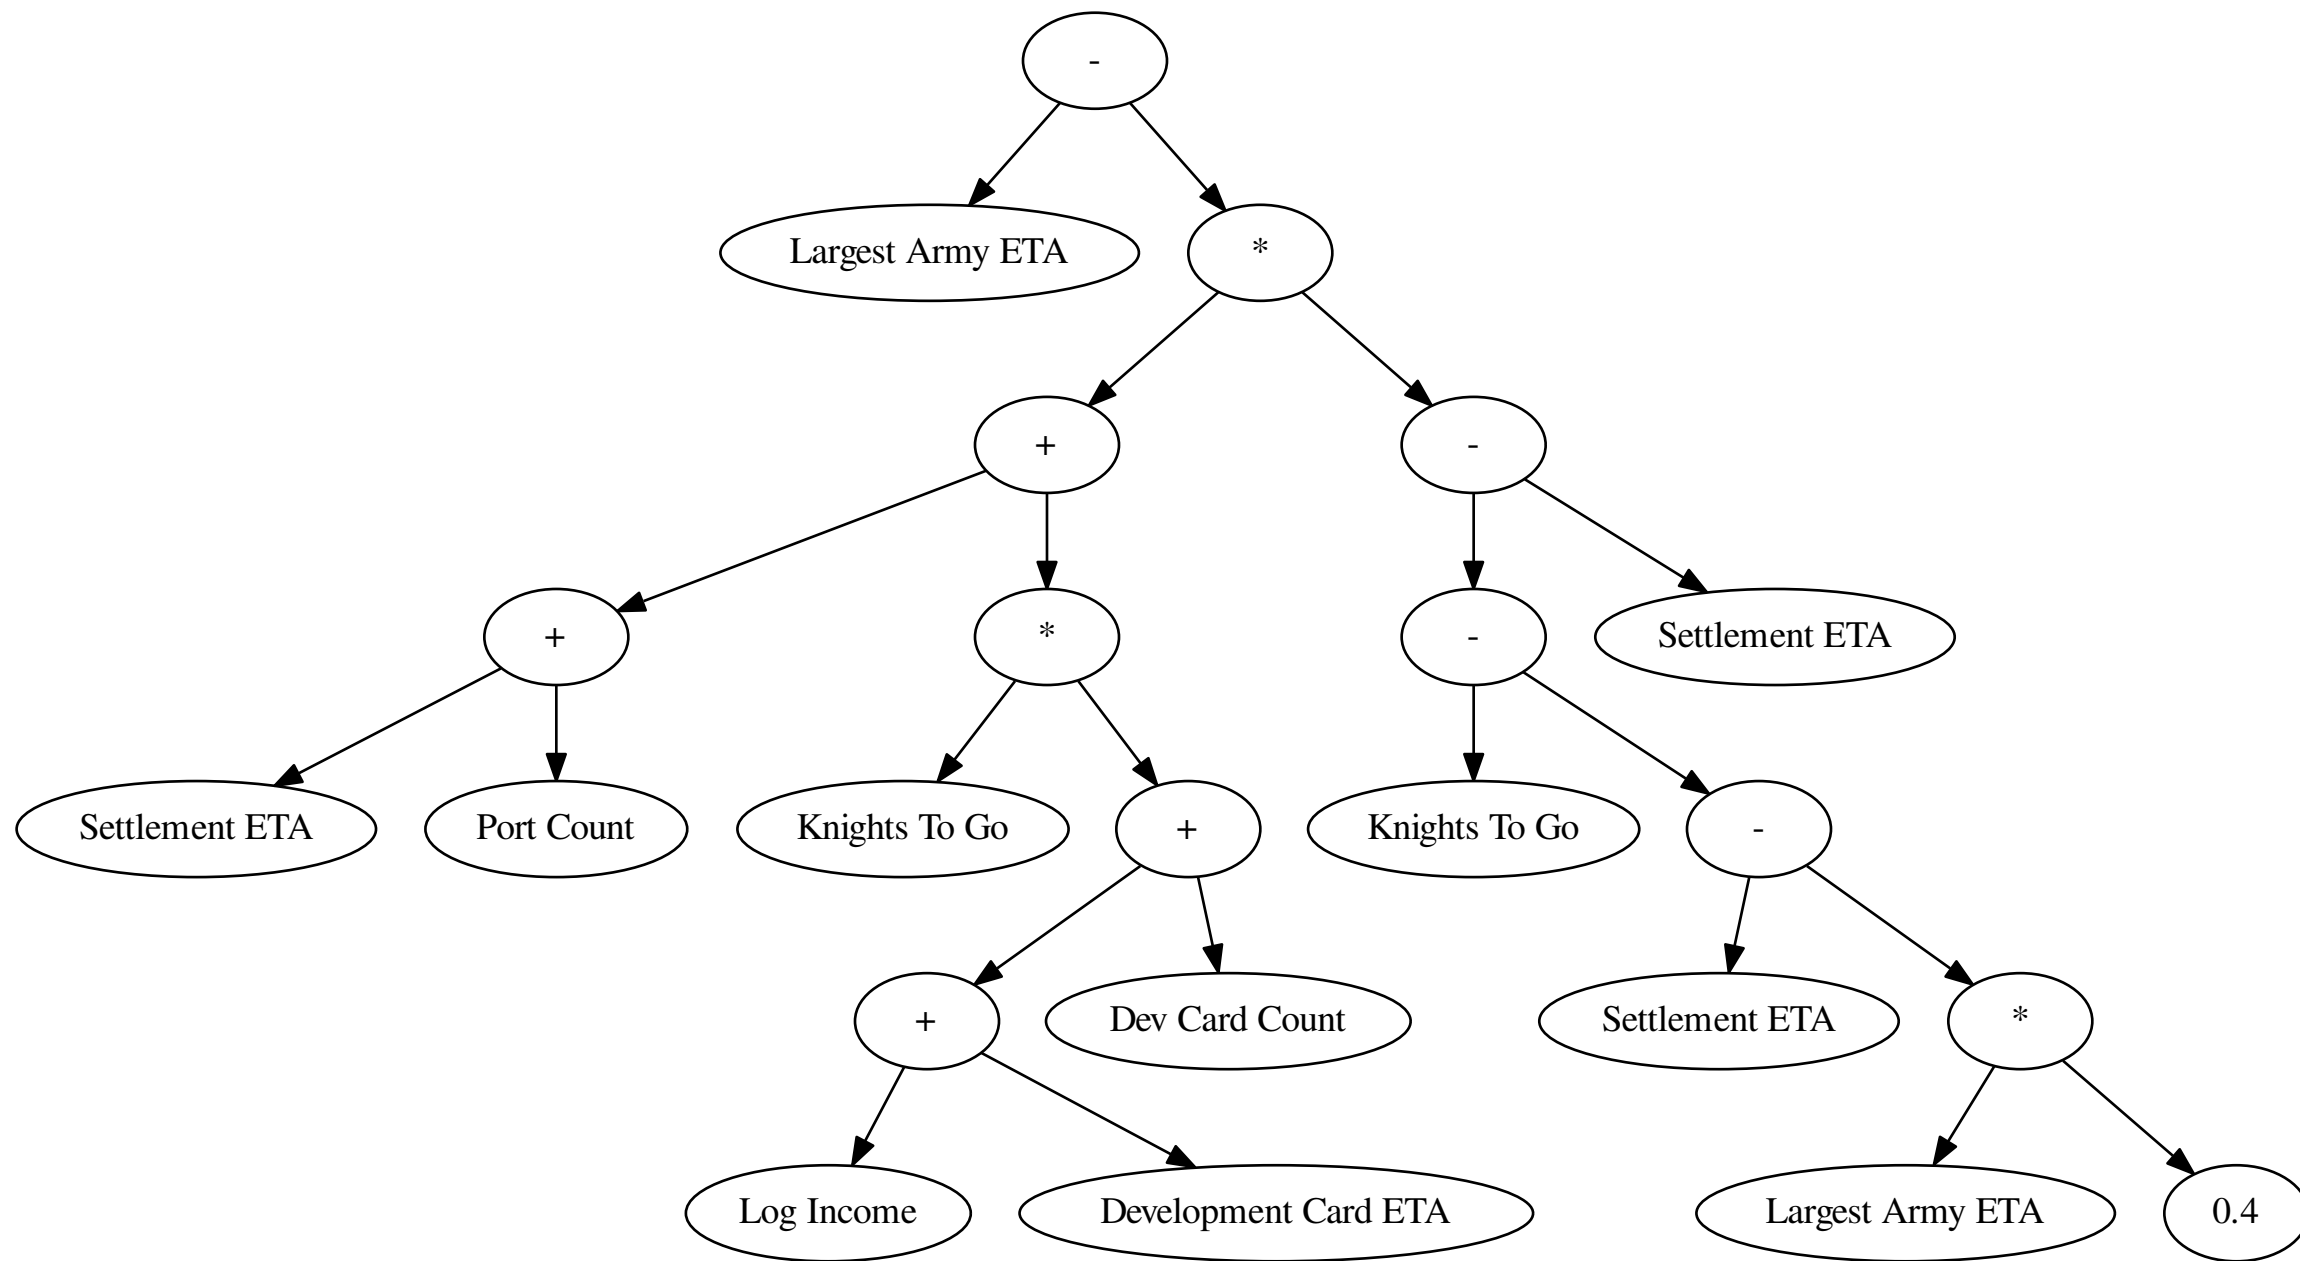 -
Largest Army ETA
*
+
-
+
*
-
Settlement ETA
Settlement ETA
Port Count
Knights To Go
+
Knights To Go
-
+
Dev Card Count
Settlement ETA
*
Log Income
Development Card ETA
Largest Army ETA
0.4